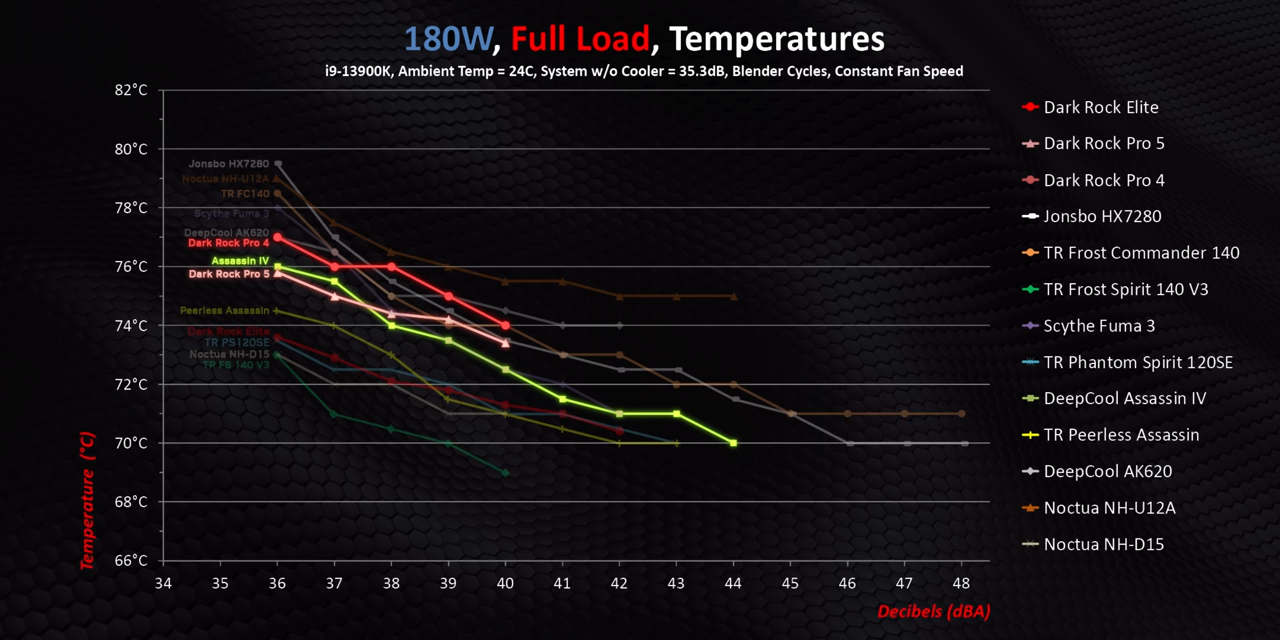 180W, Full Load, Temperatures
i9-13900K, Ambient Temp = 24C, System w/o Cooler = 35.3dB, Blender Cycles, Constant Fan Speed
82°C
80°C
78°C
76°C
74°C
72°C
70°C
68°C
66°C
Temperature (°C)
Jonsbo HX7280
Noctua NH-U12A
TR FC140
Scythe Fuma 3
DeepCool AK620
Dark Rock Pro 4
Assassin IV
Dark Rock Pro 5
Peerless Assassin
Dark Rock Elite
TR PS120SE
Noctua NH-D15
TR FS 140 V3
34 35 36 37 38 39 40 41 42 43 44 45 46 47 48
Decibels (dBA)
Dark Rock Elite
Dark Rock Pro 5
Dark Rock Pro 4
Jonsbo HX7280
TR Frost Commander 140
TR Frost Spirit 140 V3
Scythe Fuma 3
TR Phantom Spirit 120SE
DeepCool Assassin IV
TR Peerless Assassin
DeepCool AK620
Noctua NH-U12A
Noctua NH-D15